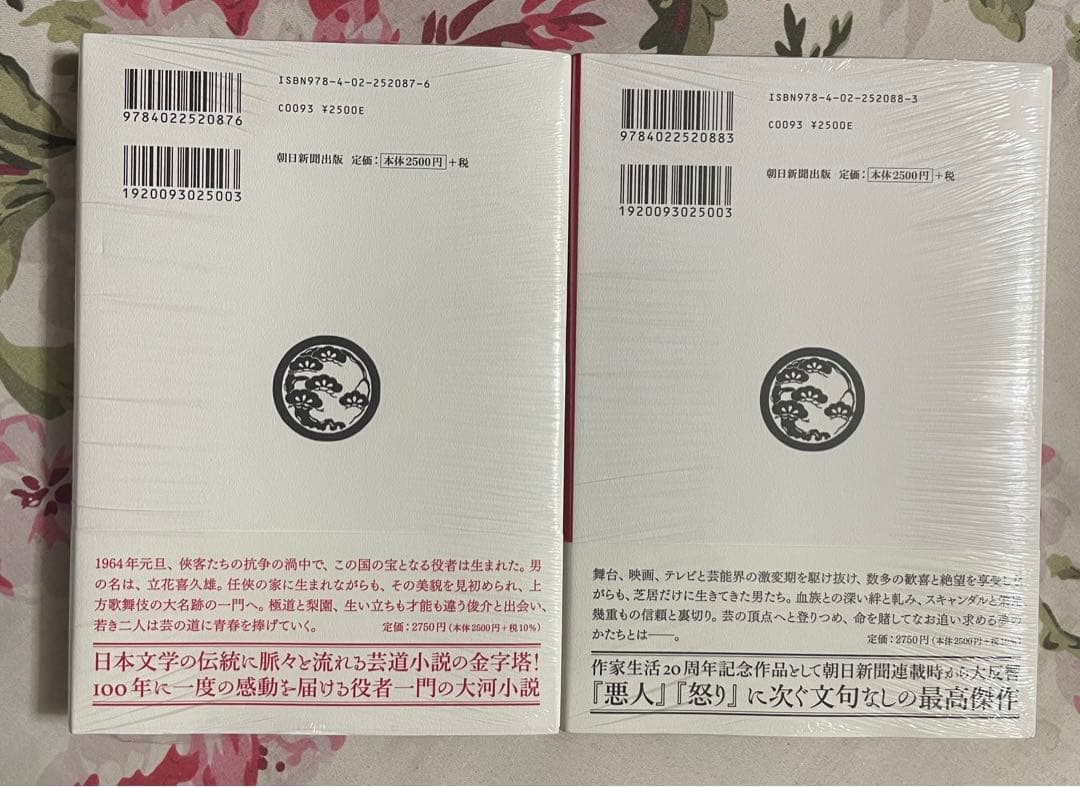 ISBN978-4-02-252087-6
C0093 ¥2500E
9784022520876
朝日新聞出版 定価：本体2500円+税
1920093025003
1964年元旦、俠客たちの抗争の渦中で、この国の宝となる役者は生まれた。男
の名は、立花喜久雄。任俠の家に生まれながらも、その美貌を見初められ、上
方歌舞伎の大名跡の一門へ。極道と梨園、生い立ちも才能も違う俊介と出会い、
若き二人は芸の道に青春を捧げていく。
定価：2750円（本体2500円+税10%）
日本文学の伝統に脈々と流れる芸道小説の金字塔！
100年に一度の感動を届ける役者一門の大河小説
ISBN978-4-02-252088-3
C0093 ¥2500E
9784022520883
朝日新聞出版 定価：本体2500円+税
1920093025003
舞台、映画、テレビと芸能界の激変期を駆け抜け、数多の歓喜と絶望を享受しな
がらも、芝居だけに生きてきた男たち。血族との深い絆と軋み、スキャンダルと栄光、
幾重もの信頼と裏切り。芸の頂点へと登りつめ、命を賭してなお追い求める夢の
かたちとは――。
定価：2750円（本体2500円+税10%）
作家生活20周年記念作品として朝日新聞連載時から大反響
『悪人』『怒り』に次ぐ文句なしの最高傑作